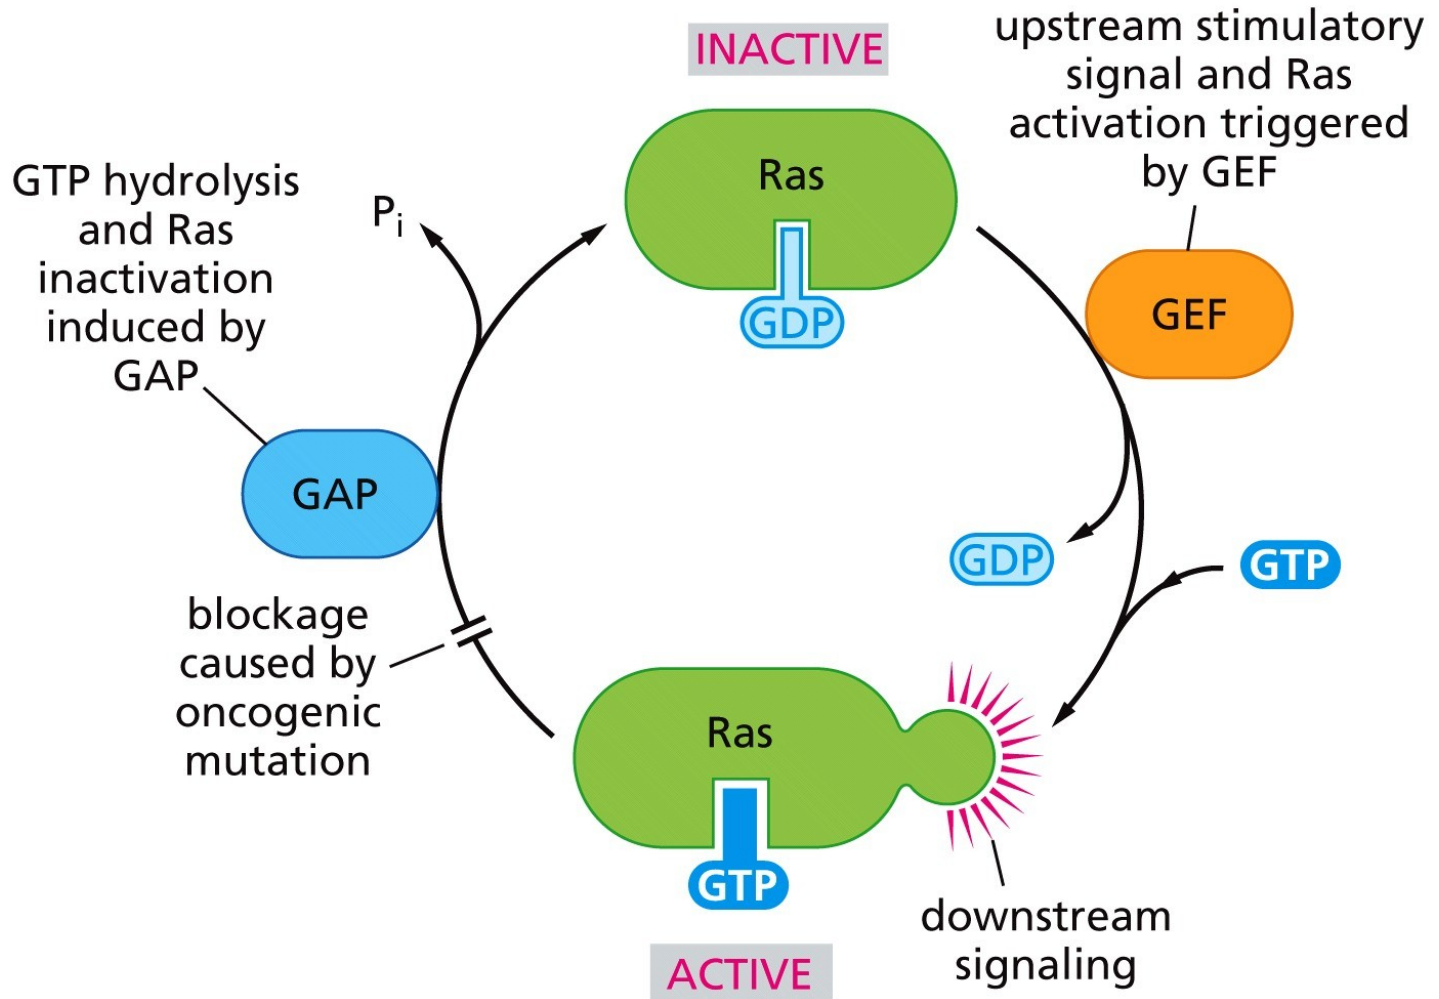 INACTIVE
upstream stimulatory
signal and Ras
activation triggered
by GEF
Ras
GDP
GEF
GTP hydrolysis
and Ras
inactivation
induced by
GAP
Pi
GAP
GDP
GTP
blockage
caused by
oncogenic
mutation
Ras
GTP
downstream
signaling
ACTIVE